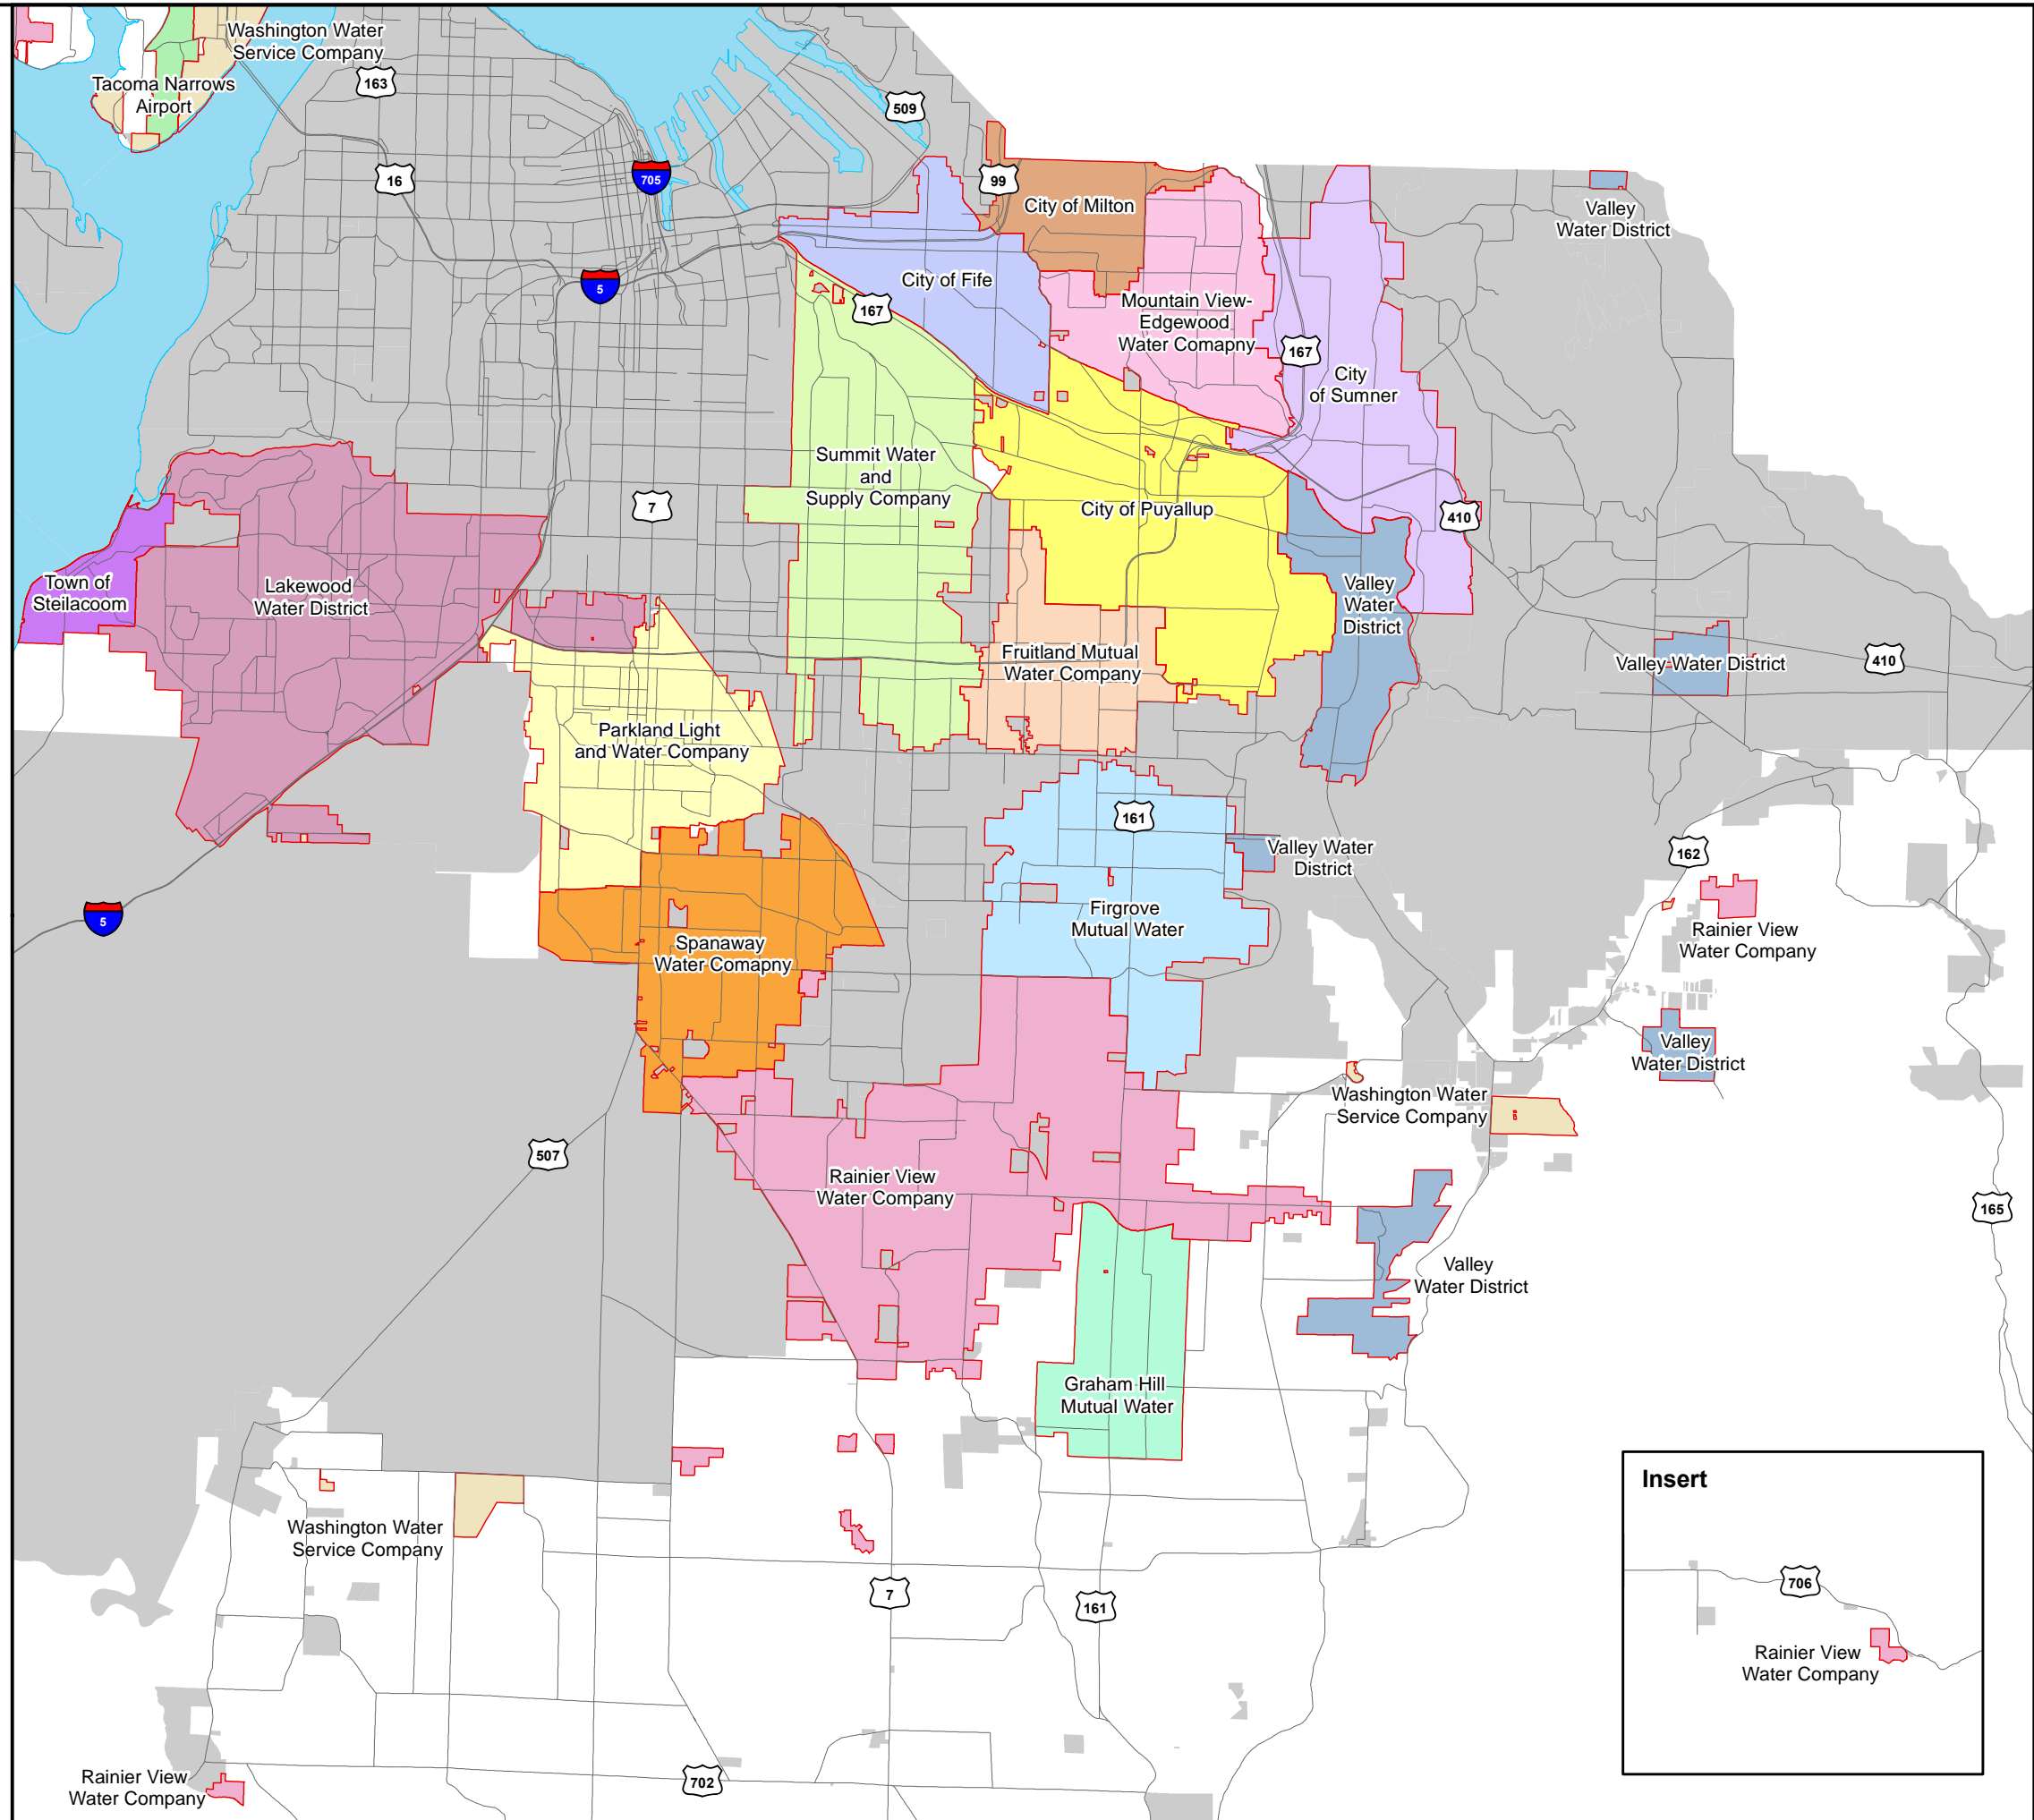 Washington Water
Service Company
Tacoma Narrows
Airport
163
509
16
705
99
City of Milton
Valley
Water District
City of Fife
5
167
Mountain View-
Edgewood
Water Comapny
167
City
of Sumner
Summit Water
and
Supply Company
7
City of Puyallup
410
Town of
Steilacoom
Lakewood
Water District
Valley
Water
District
Fruitland Mutual
Water Company
Valley Water District
410
Parkland Light
and Water Company
161
Valley Water
District
162
5
Firgrove
Mutual Water
Rainier View
Water Company
Spanaway
Water Comapny
Valley
Water District
Washington Water
Service Company
507
Rainier View
Water Company
165
Valley
Water District
Graham Hill
Mutual Water
Insert
Washington Water
Service Company
706
7
161
Rainier View
Water Company
Rainier View
Water Company
702